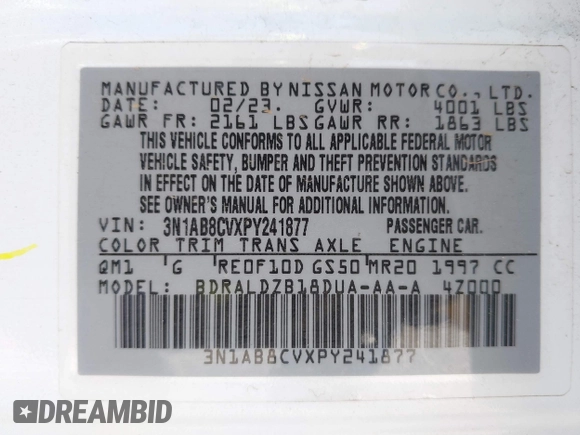 MANUFACTURED BY NISSAN MOTOR CO., LTD.
DATE: 02/23. GVWR: 4001 LBS
GAWR FR: 2161 LBS GAWR RR: 1863 LBS
THIS VEHICLE CONFORMS TO ALL APPLICABLE FEDERAL MOTOR
VEHICLE SAFETY, BUMPER AND THEFT PREVENTION STANDARDS
IN EFFECT ON THE DATE OF MANUFACTURE SHOWN ABOVE.
SEE OWNER'S MANUAL FOR ADDITIONAL INFORMATION.
VIN: 3N1AB8CVXPY241877 PASSENGER CAR.
COLOR TRIM TRANS AXLE ENGINE
QM1 G RE0F10D GS50 MR20 1997 CC
MODEL: BDRALDZB18DUA-AA-A 4Z000
3N1AB8CVXPY241877
DREAMBID